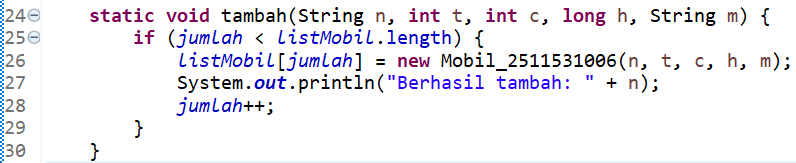 24 static void tambah(String n, int t, int c, long h, String m) {
25 if (jumlah < listMobil.length) {
26 listMobil[jumlah] = new Mobil_2511531006(n, t, c, h, m);
27 System.out.println("Berhasil tambah: " + n);
28 jumlah++;
29 }
30 }